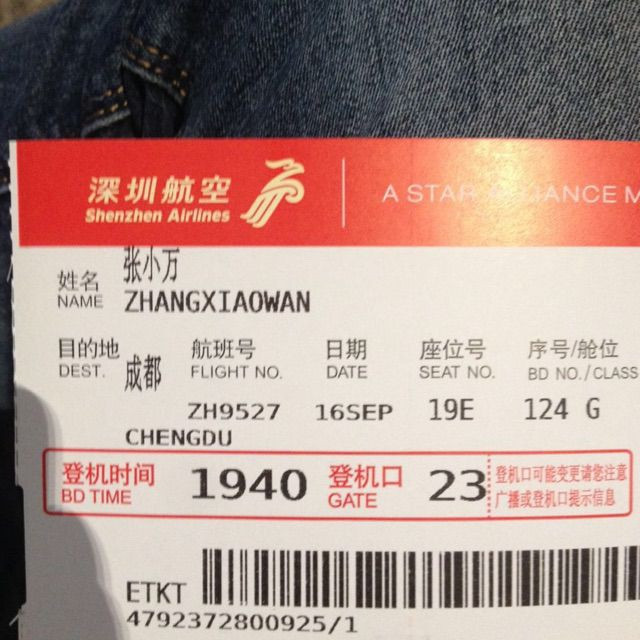 深圳航空
Shenzhen Airlines
A STAR ALLIANCE M
姓名 张小万
NAME ZHANGXIAOWAN
目的地 航班号 日期 座位号 序号/舱位
DEST. 成都 FLIGHT NO. DATE SEAT NO. BD NO./CLASS
ZH9527 16SEP 19E 124 G
CHENGDU
登机时间 1940 登机口 23 登机口可能变更请您注意
BD TIME GATE 广播或登机口提示信息
ETKT
4792372800925/1